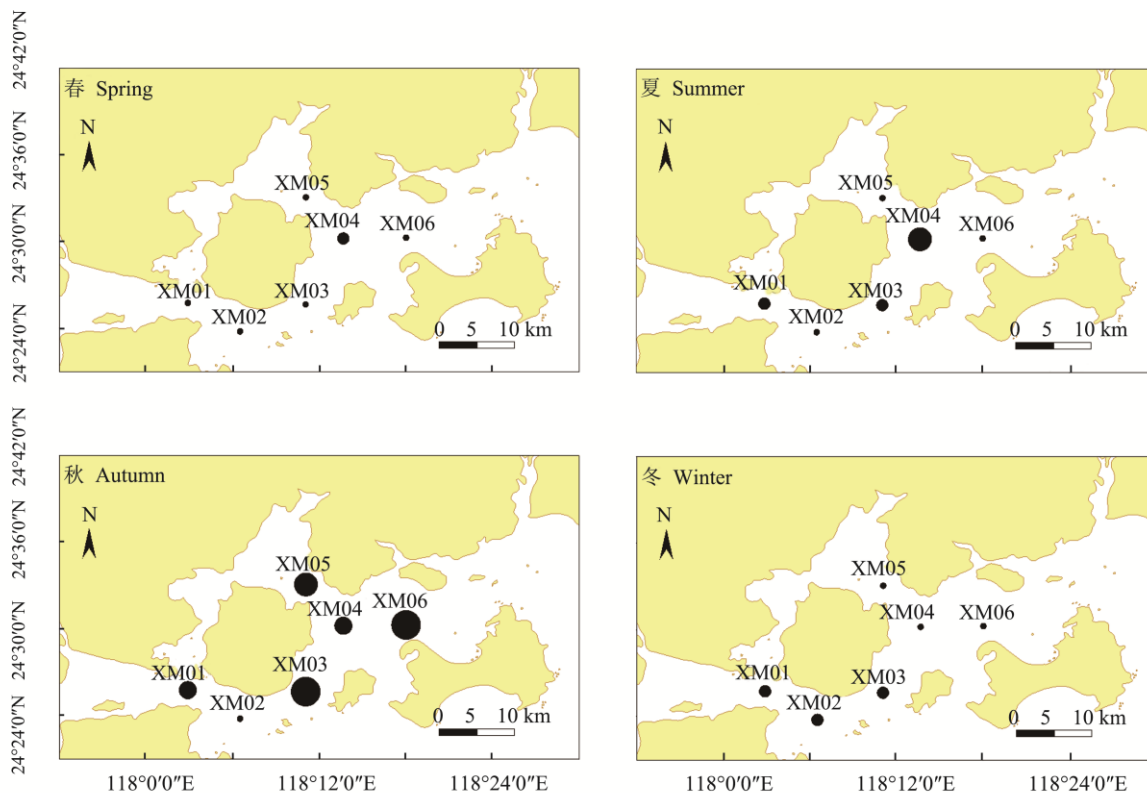 春 Spring
N
XM05
XM04
XM06
XM01
XM03
XM02
0 5 10 km
夏 Summer
N
XM05
XM04
XM06
XM01
XM03
XM02
0 5 10 km
24°42′0″N
24°36′0″N
24°30′0″N
24°24′0″N
秋 Autumn
N
XM05
XM04
XM06
XM01
XM03
XM02
0 5 10 km
冬 Winter
N
XM05
XM04
XM06
XM01
XM03
XM02
0 5 10 km
24°42′0″N
24°36′0″N
24°30′0″N
24°24′0″N
118°0′0″E
118°12′0″E
118°24′0″E
118°0′0″E
118°12′0″E
118°24′0″E